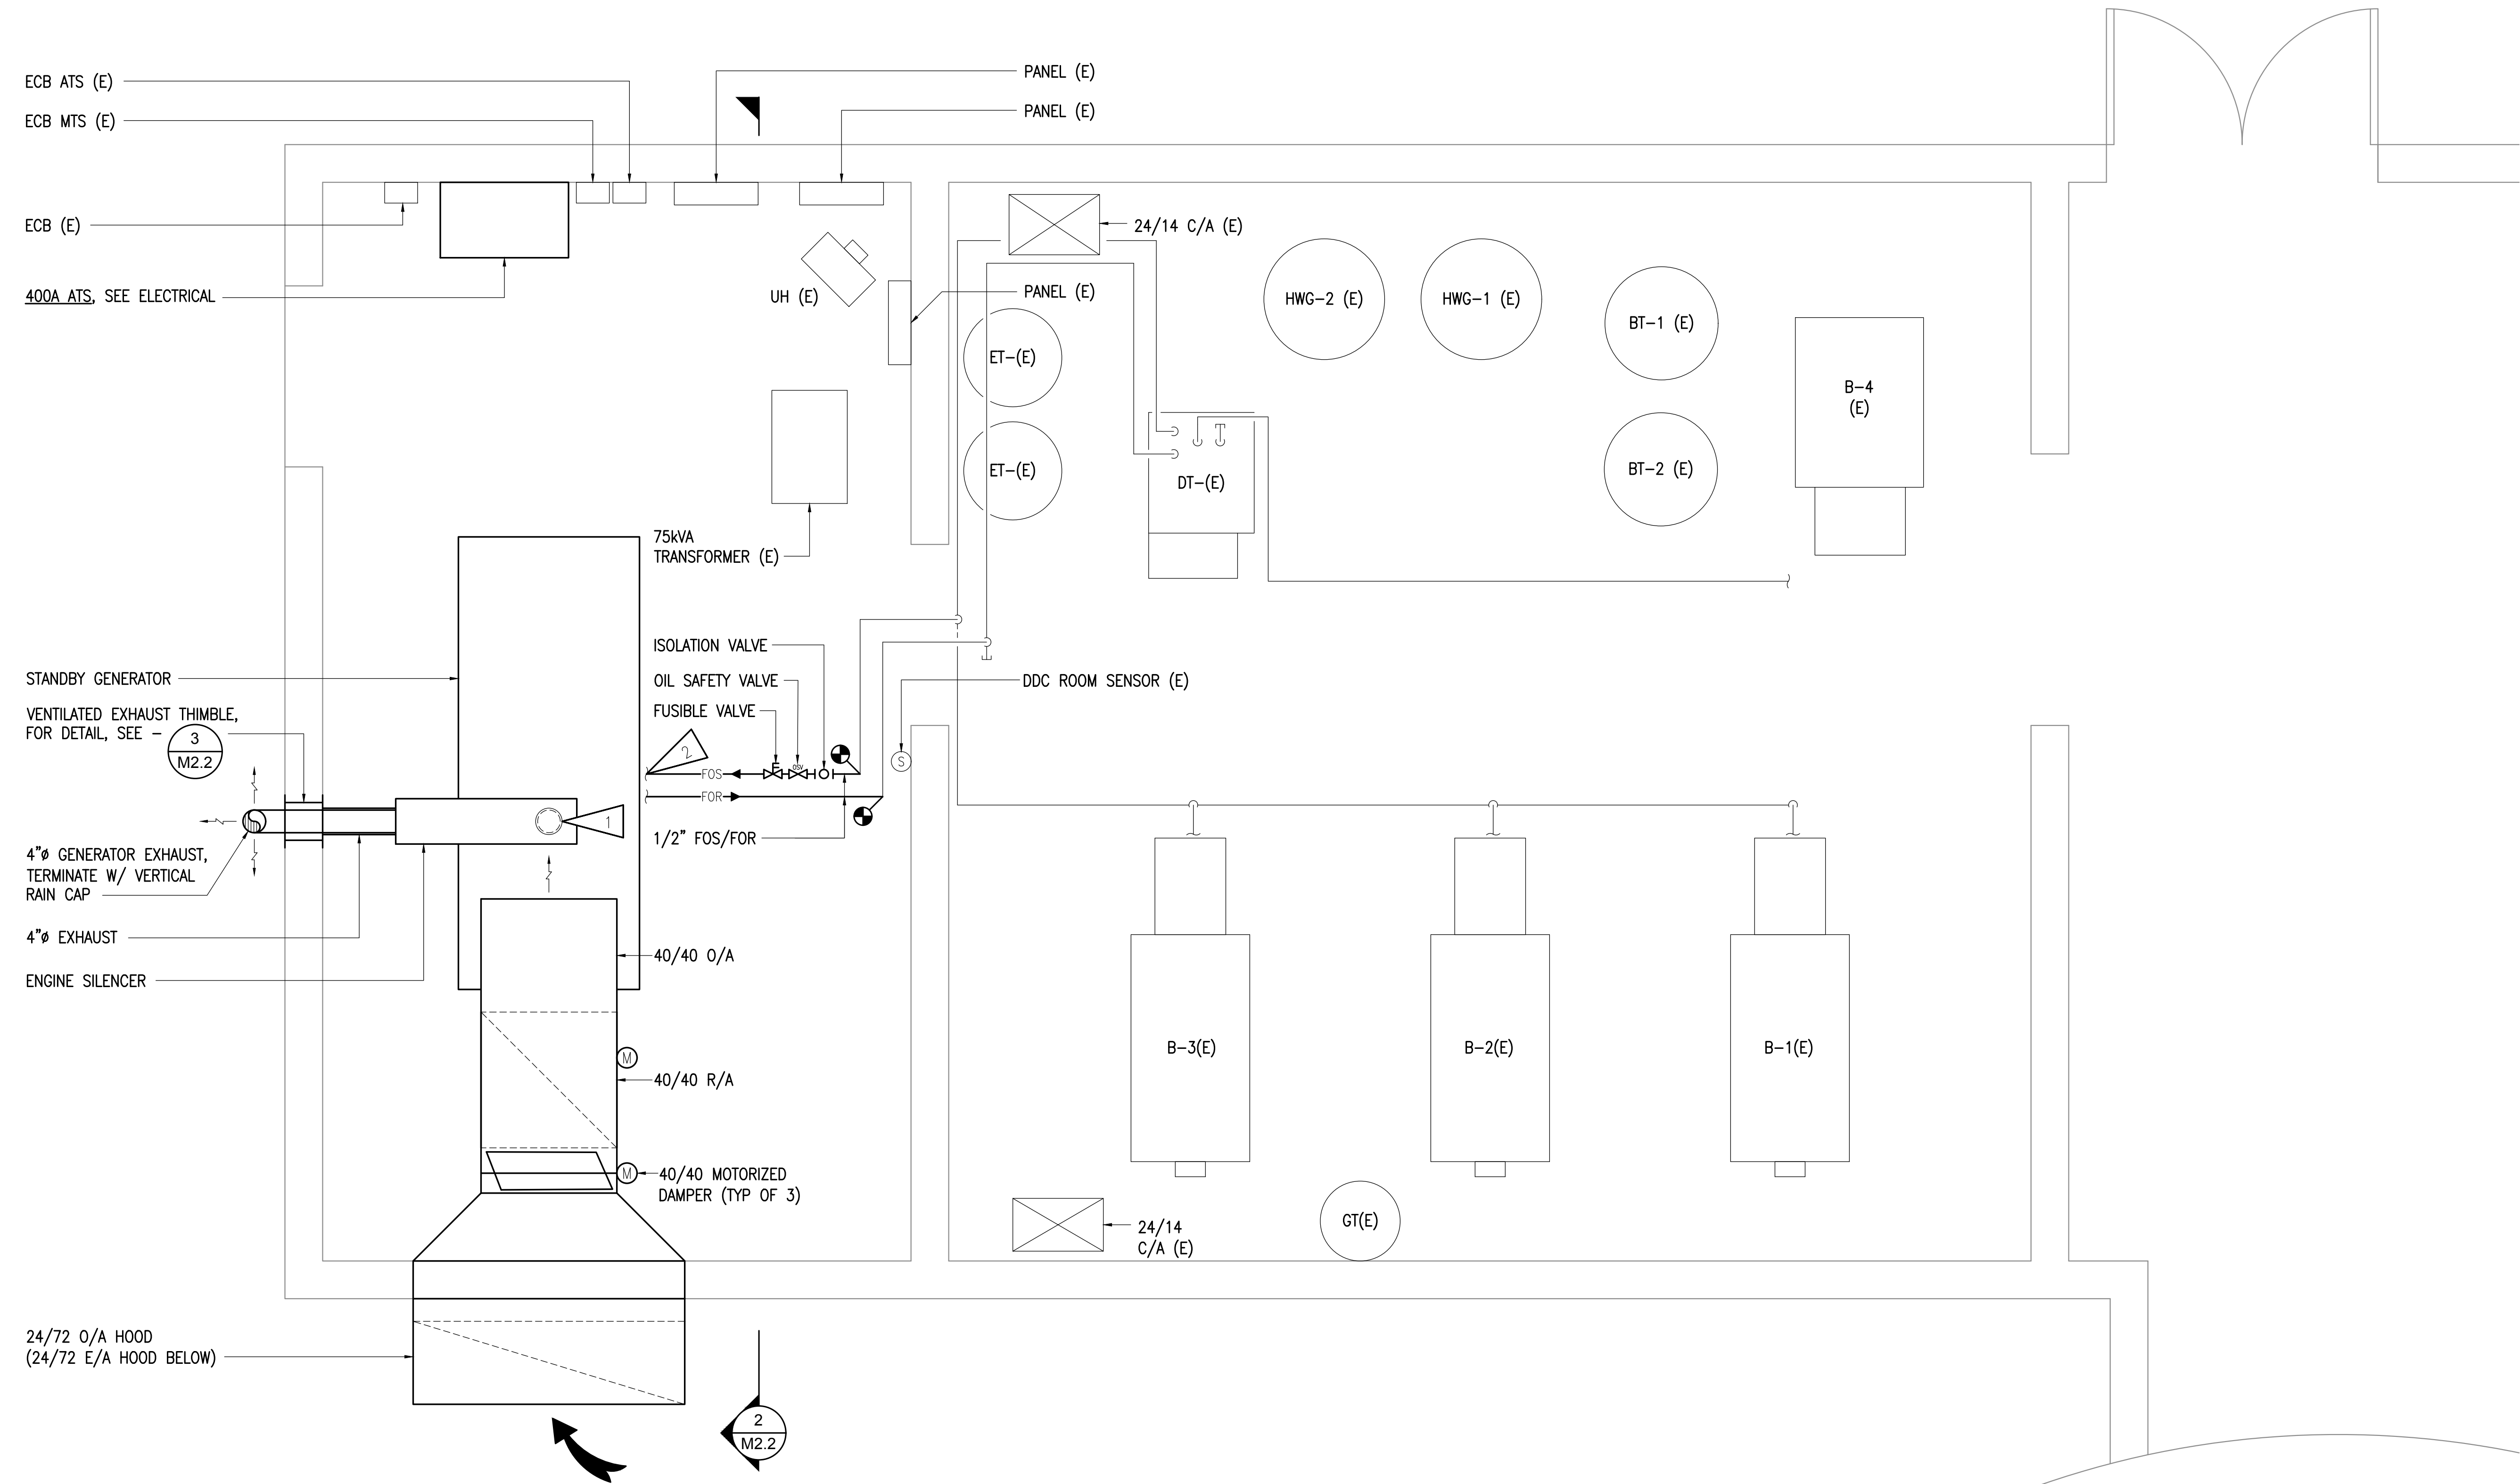 ECB ATS (E)
PANEL (E)
ECB MTS (E)
PANEL (E)
ECB (E)
24/14 C/A (E)
400A ATS, SEE ELECTRICAL
UH (E)
PANEL (E)
HWG-2 (E)
HWG-1 (E)
BT-1 (E)
ET-(E)
B-4
(E)
ET-(E)
DT-(E)
BT-2 (E)
75kVA
TRANSFORMER (E)
ISOLATION VALVE
STANDBY GENERATOR
OIL SAFETY VALVE
DDC ROOM SENSOR (E)
FUSIBLE VALVE
VENTILATED EXHAUST THIMBLE,
FOR DETAIL, SEE -
3
M2.2
2
F
OSV
FOS
S
FOR
1
1/2" FOS/FOR
4"ø GENERATOR EXHAUST,
TERMINATE W/ VERTICAL
RAIN CAP
4"ø EXHAUST
40/40 O/A
ENGINE SILENCER
M
40/40 R/A
B-3(E)
B-2(E)
B-1(E)
M
40/40 MOTORIZED
DAMPER (TYP OF 3)
24/14
C/A (E)
GT(E)
24/72 O/A HOOD
(24/72 E/A HOOD BELOW)
2
M2.2